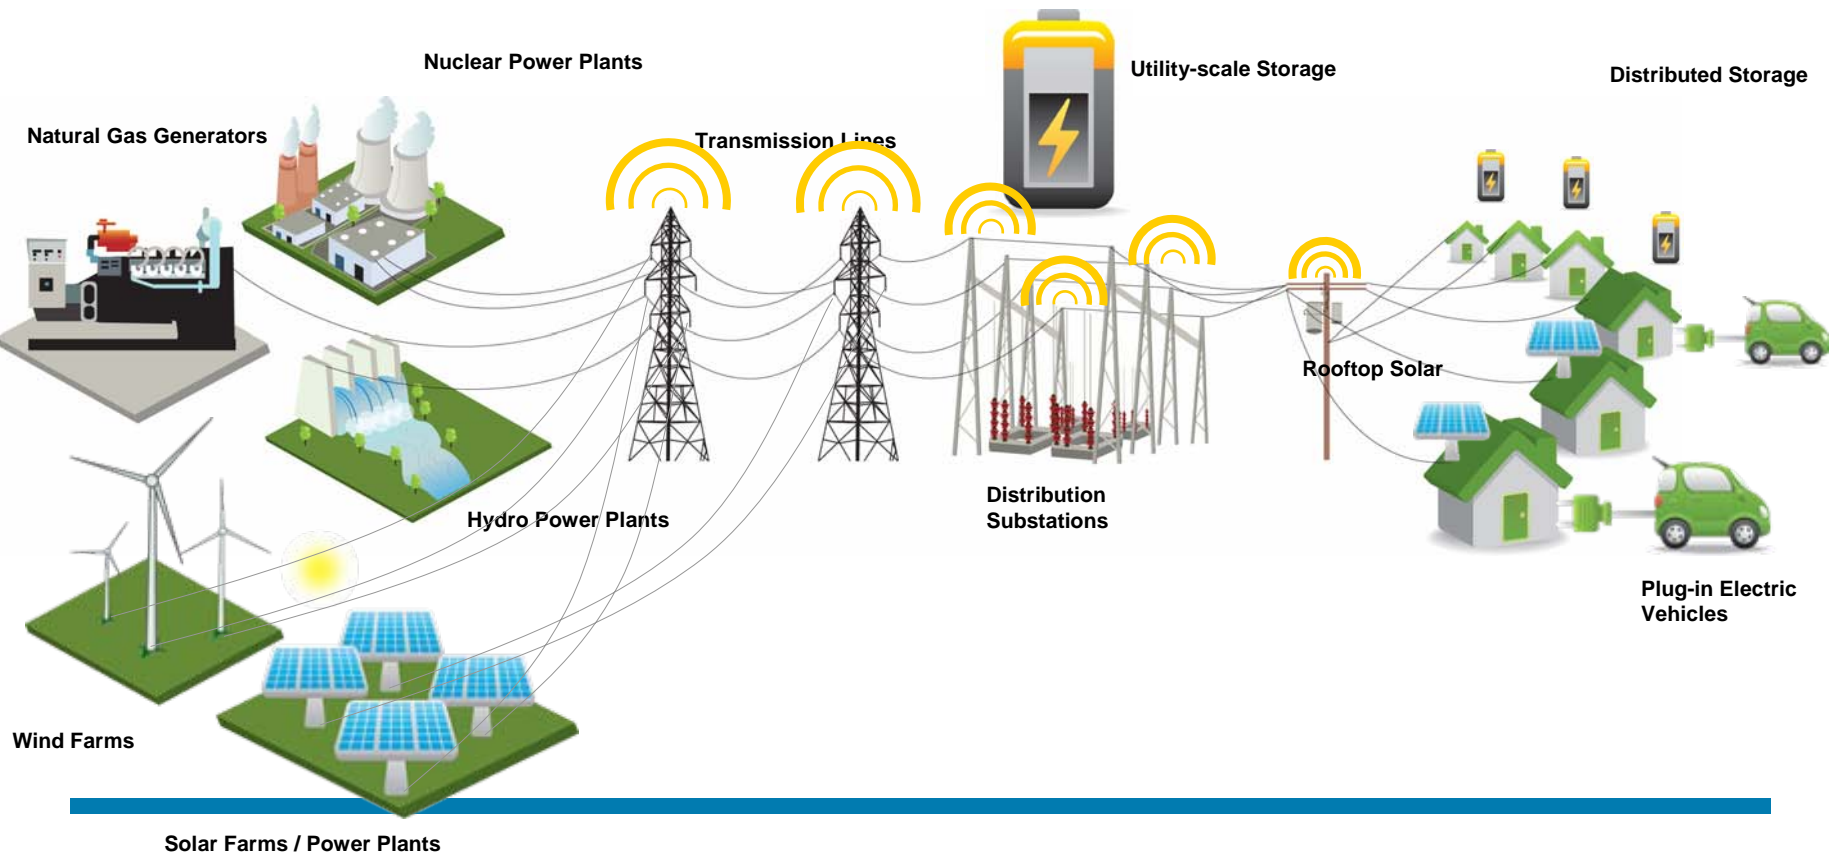 Nuclear Power Plants
Utility-scale Storage
Distributed Storage
Natural Gas Generators
Transmission Lines
Rooftop Solar
Distribution
Substations
Hydro Power Plants
Plug-in Electric
Vehicles
Wind Farms
Solar Farms / Power Plants